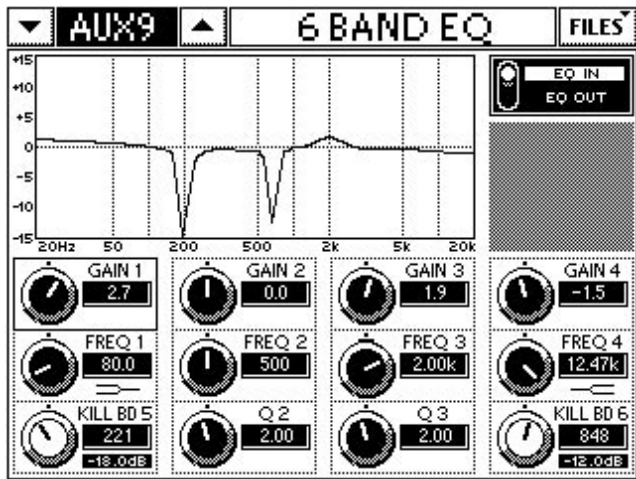 AUX9 6 BAND EQ FILES
+15
+10
+5
0
-5
-10
-15
20Hz 50 200 500 2k 5k 20k
EQ IN
EQ OUT
GAIN 1 GAIN 2 GAIN 3 GAIN 4
2.7 0.0 1.9 -1.5
FREQ 1 FREQ 2 FREQ 3 FREQ 4
80.0 500 2.00k 12.47k
KILL BD 5 Q 2 Q 3 KILL BD 6
221 2.00 2.00 848
-18.0dB -12.0dB